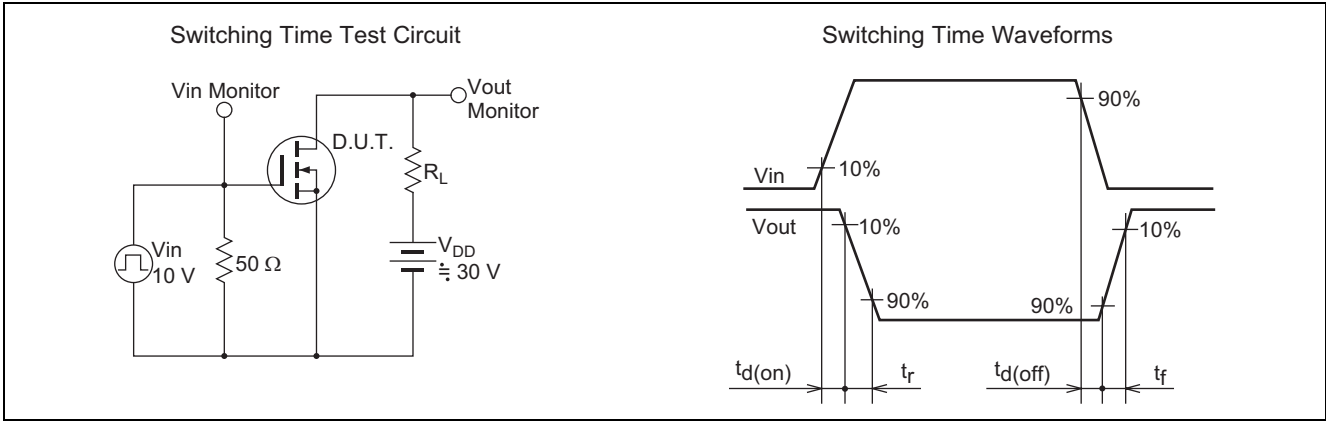 Switching Time Test Circuit
Vin Monitor
Vout
Monitor
D.U.T.
RL
Vin
10 V
50 Ω
VDD
≒ 30 V
Switching Time Waveforms
90%
Vin
10%
Vout
10%
10%
90%
90%
td(on)
tr
td(off)
tf